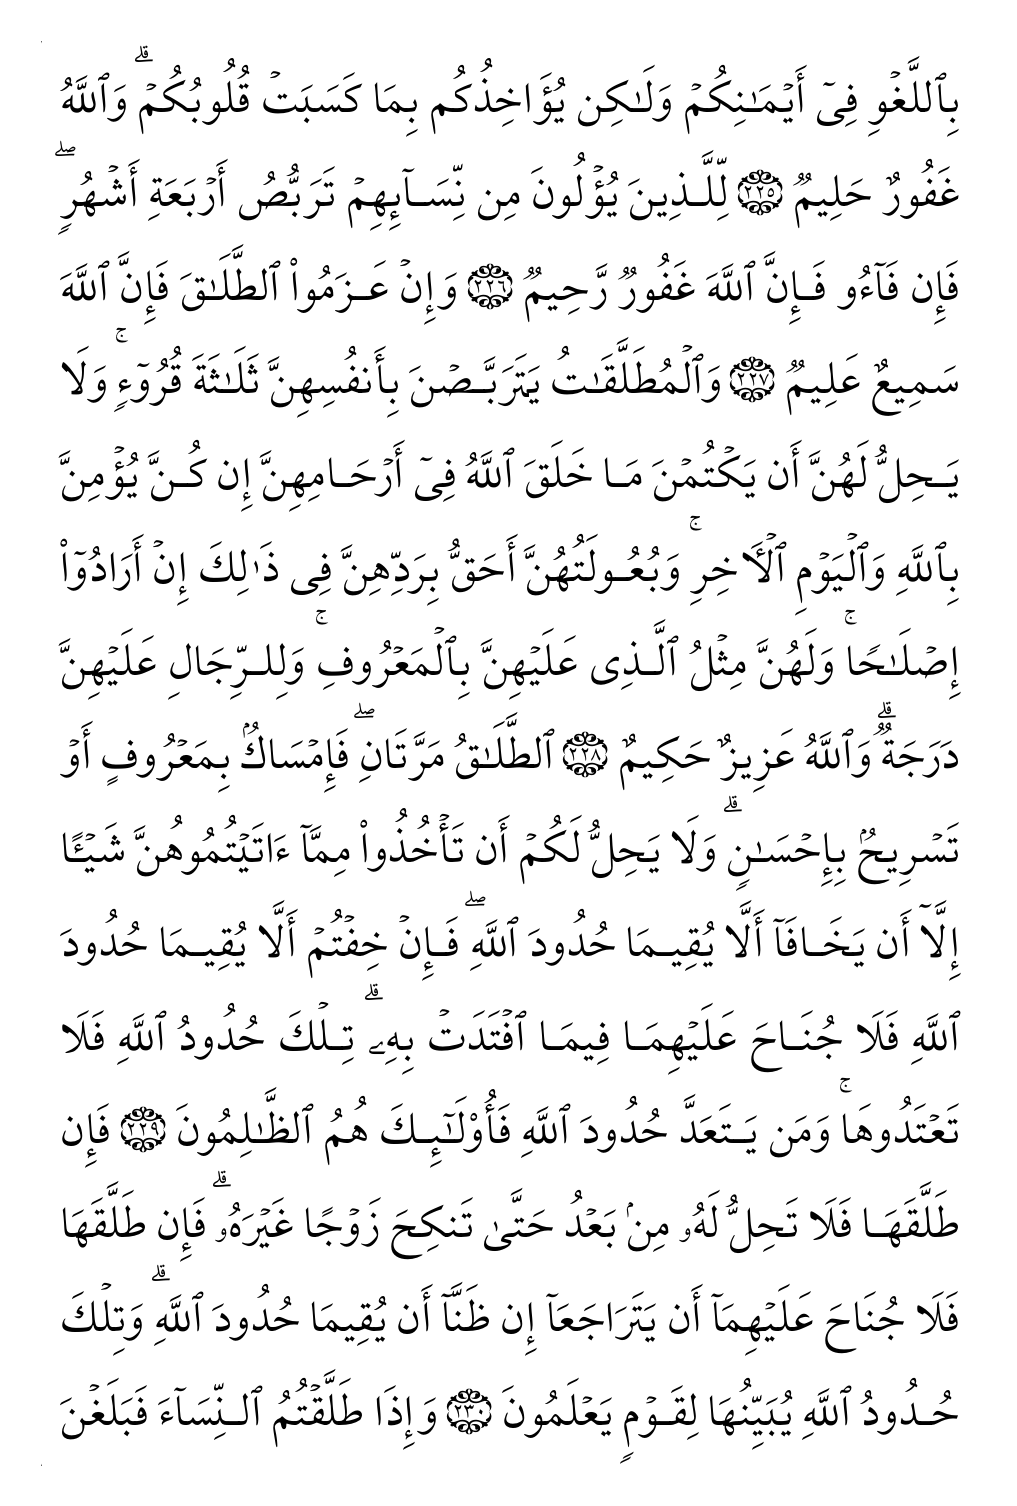 بِٱللَّغْوِ فِىٓ أَيْمَـٰنِكُمْ وَلَـٰكِن يُؤَاخِذُكُم بِمَا كَسَبَتْ قُلُوبُكُمْ ۗ وَٱللَّهُ
غَفُورٌ حَلِيمٌ ٢٢٥ لِّلَّذِينَ يُؤْلُونَ مِن نِّسَآئِهِمْ تَرَبُّصُ أَرْبَعَةِ أَشْهُرٍ ۖ
فَإِن فَآءُو فَإِنَّ ٱللَّهَ غَفُورٌ رَّحِيمٌ ٢٢٦ وَإِنْ عَزَمُوا۟ ٱلطَّلَـٰقَ فَإِنَّ ٱللَّهَ
سَمِيعٌ عَلِيمٌ ٢٢٧ وَٱلْمُطَلَّقَـٰتُ يَتَرَبَّصْنَ بِأَنفُسِهِنَّ ثَلَـٰثَةَ قُرُوٓءٍ ۚ وَلَا
يَحِلُّ لَهُنَّ أَن يَكْتُمْنَ مَا خَلَقَ ٱللَّهُ فِىٓ أَرْحَامِهِنَّ إِن كُنَّ يُؤْمِنَّ
بِٱللَّهِ وَٱلْيَوْمِ ٱلْـَٔاخِرِ ۚ وَبُعُولَتُهُنَّ أَحَقُّ بِرَدِّهِنَّ فِى ذَٰلِكَ إِنْ أَرَادُوٓا۟
إِصْلَـٰحًا ۚ وَلَهُنَّ مِثْلُ ٱلَّذِى عَلَيْهِنَّ بِٱلْمَعْرُوفِ ۚ وَلِلرِّجَالِ عَلَيْهِنَّ
دَرَجَةٌ ۗ وَٱللَّهُ عَزِيزٌ حَكِيمٌ ٢٢٨ ٱلطَّلَـٰقُ مَرَّتَانِ ۖ فَإِمْسَاكٌۢ بِمَعْرُوفٍ أَوْ
تَسْرِيحٌۢ بِإِحْسَـٰنٍ ۗ وَلَا يَحِلُّ لَكُمْ أَن تَأْخُذُوا۟ مِمَّآ ءَاتَيْتُمُوهُنَّ شَيْـًٔا
إِلَّآ أَن يَخَافَآ أَلَّا يُقِيمَا حُدُودَ ٱللَّهِ ۖ فَإِنْ خِفْتُمْ أَلَّا يُقِيمَا حُدُودَ
ٱللَّهِ فَلَا جُنَاحَ عَلَيْهِمَا فِيمَا ٱفْتَدَتْ بِهِۦ ۗ تِلْكَ حُدُودُ ٱللَّهِ فَلَا
تَعْتَدُوهَا ۚ وَمَن يَتَعَدَّ حُدُودَ ٱللَّهِ فَأُو۟لَـٰٓئِكَ هُمُ ٱلظَّـٰلِمُونَ ٢٢٩ فَإِن
طَلَّقَهَا فَلَا تَحِلُّ لَهُۥ مِنۢ بَعْدُ حَتَّىٰ تَنكِحَ زَوْجًا غَيْرَهُۥ ۗ فَإِن طَلَّقَهَا
فَلَا جُنَاحَ عَلَيْهِمَآ أَن يَتَرَاجَعَآ إِن ظَنَّآ أَن يُقِيمَا حُدُودَ ٱللَّهِ ۗ وَتِلْكَ
حُدُودُ ٱللَّهِ يُبَيِّنُهَا لِقَوْمٍ يَعْلَمُونَ ٢٣٠ وَإِذَا طَلَّقْتُمُ ٱلنِّسَآءَ فَبَلَغْنَ